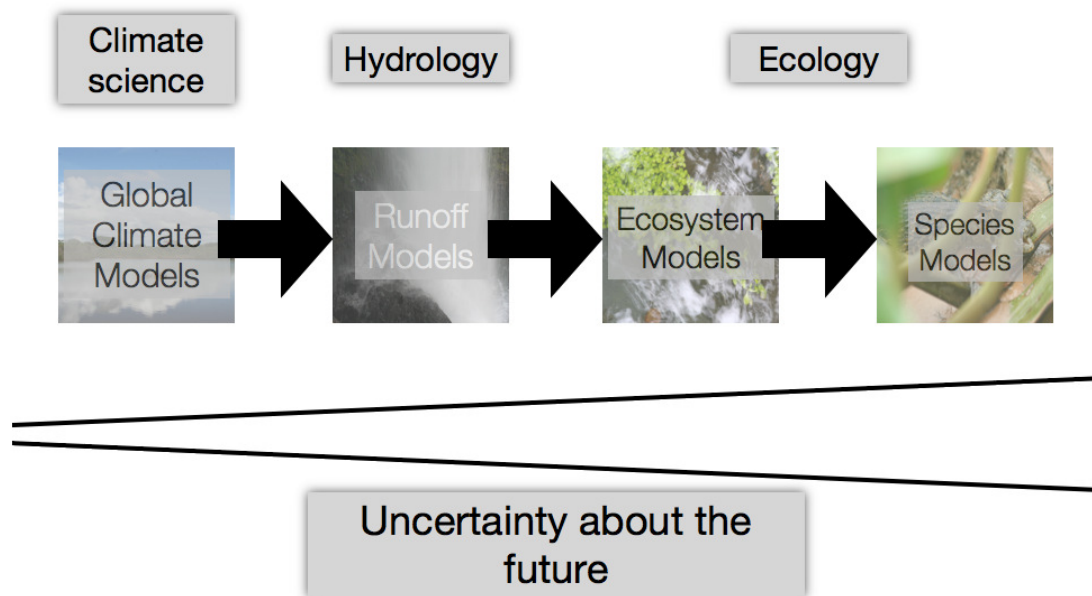 Climate
science
Hydrology
Ecology
Global
Climate
Models
Runoff
Models
Ecosystem
Models
Species
Models
Uncertainty about the
future